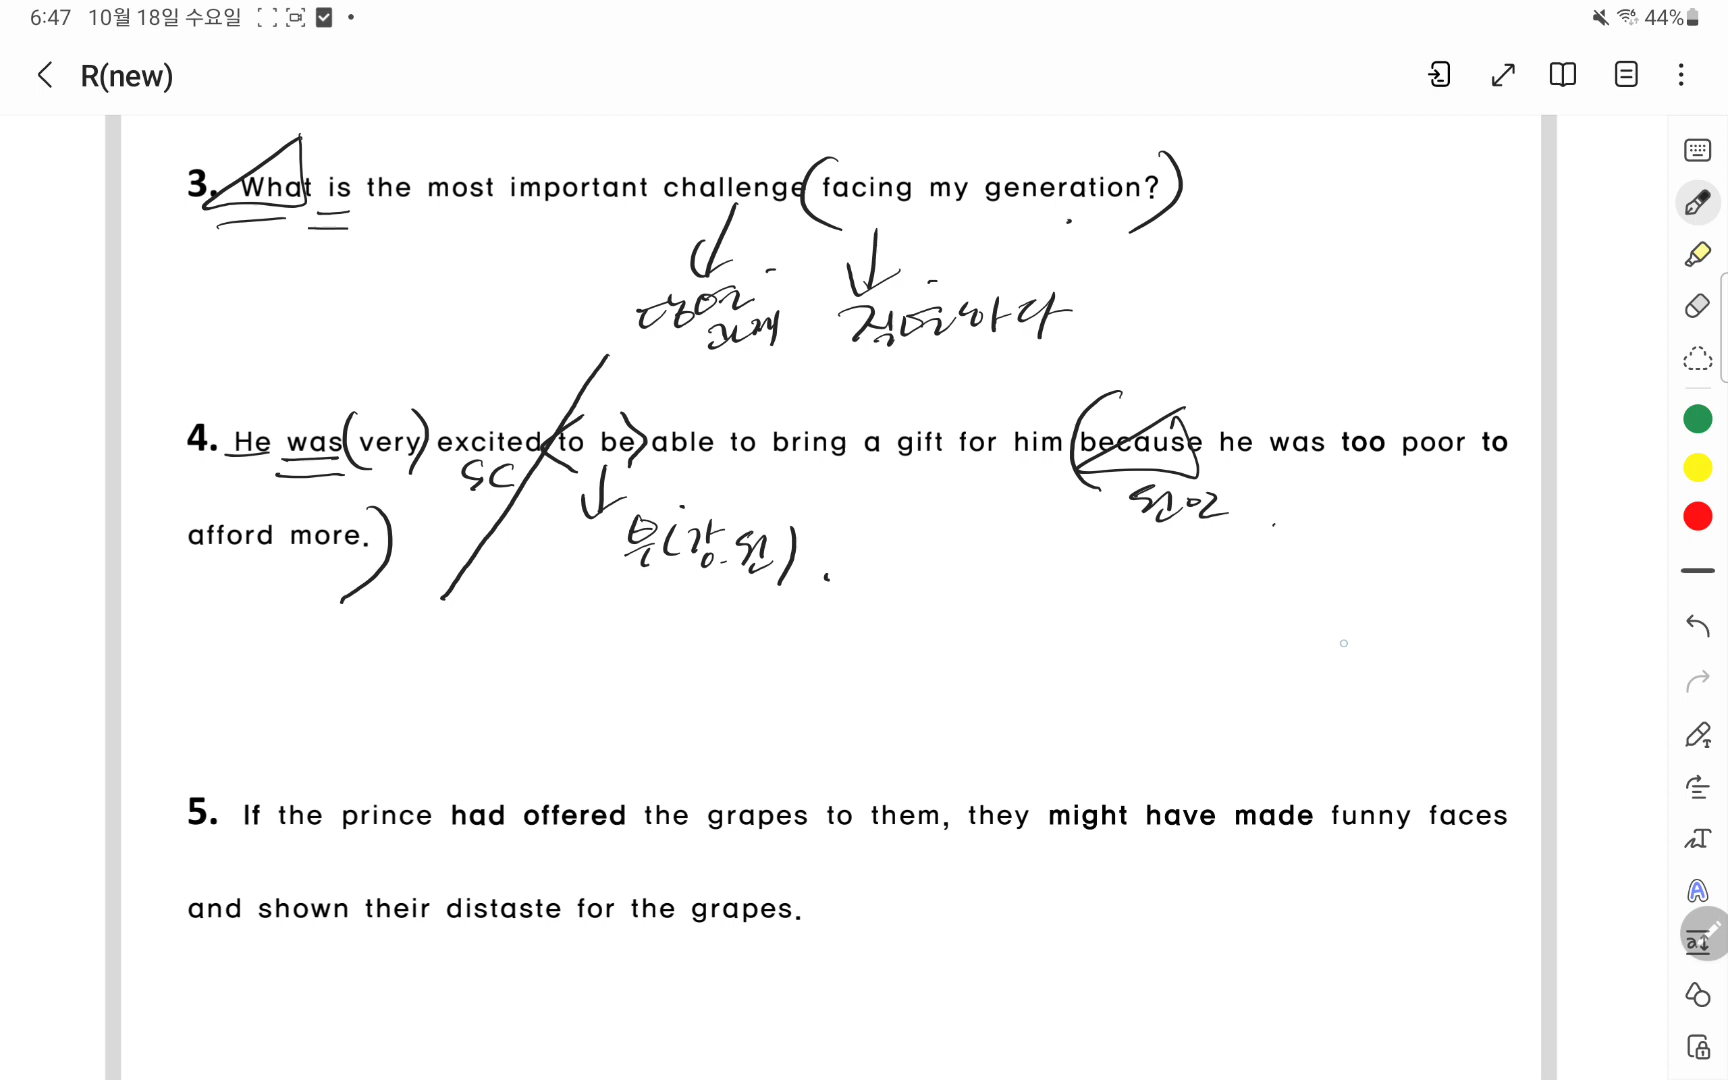 6:47 10월 18일 수요일
44%
R(new)
3. What is the most important challenge (facing my generation?)
당면 과제
직면하다
4. He was (very) excited <to be> able to bring a gift for him (because he was too poor to
SC
원인
afford more.)
부(감.원)
5. If the prince had offered the grapes to them, they might have made funny faces
and shown their distaste for the grapes.